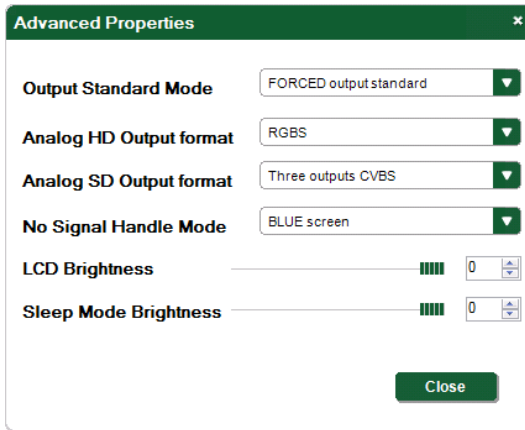 Advanced Properties ×
Output Standard Mode FORCED output standard
Analog HD Output format RGBS
Analog SD Output format Three outputs CVBS
No Signal Handle Mode BLUE screen
LCD Brightness 0
Sleep Mode Brightness 0
Close